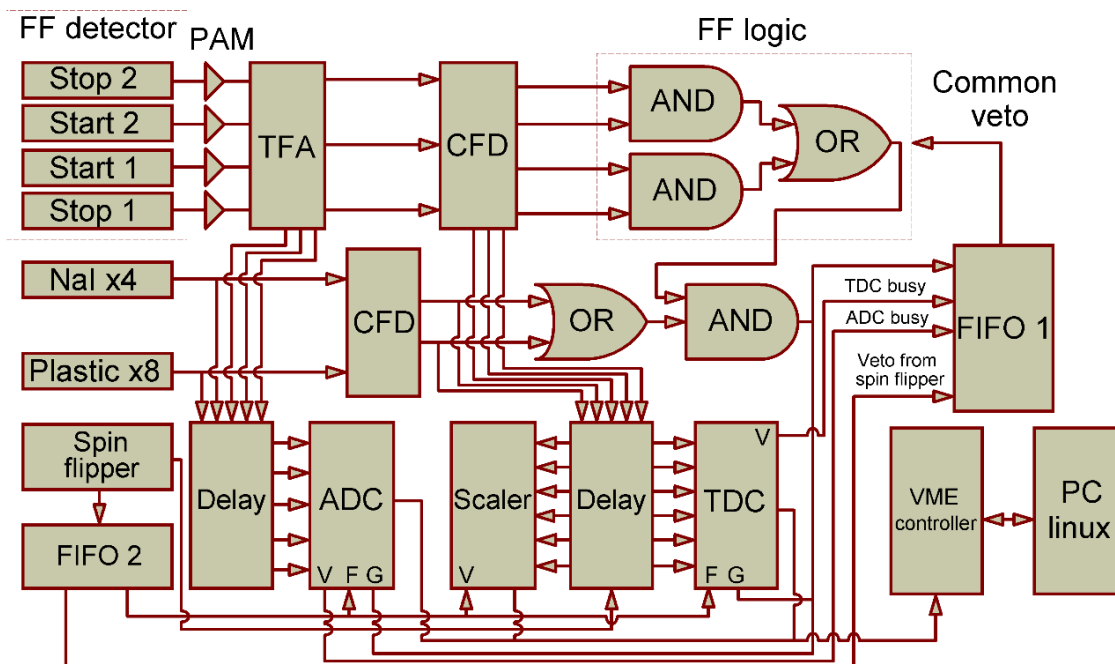 FF detector
PAM
FF logic
Stop 2
Start 2
Start 1
Stop 1
TFA
CFD
AND
AND
OR
Common
veto
NaI x4
Plastic x8
CFD
OR
AND
TDC busy
ADC busy
Veto from
spin flipper
FIFO 1
Spin
flipper
FIFO 2
Delay
ADC
V F G
Scaler
V
Delay
V
TDC
F G
VME
controller
PC
linux